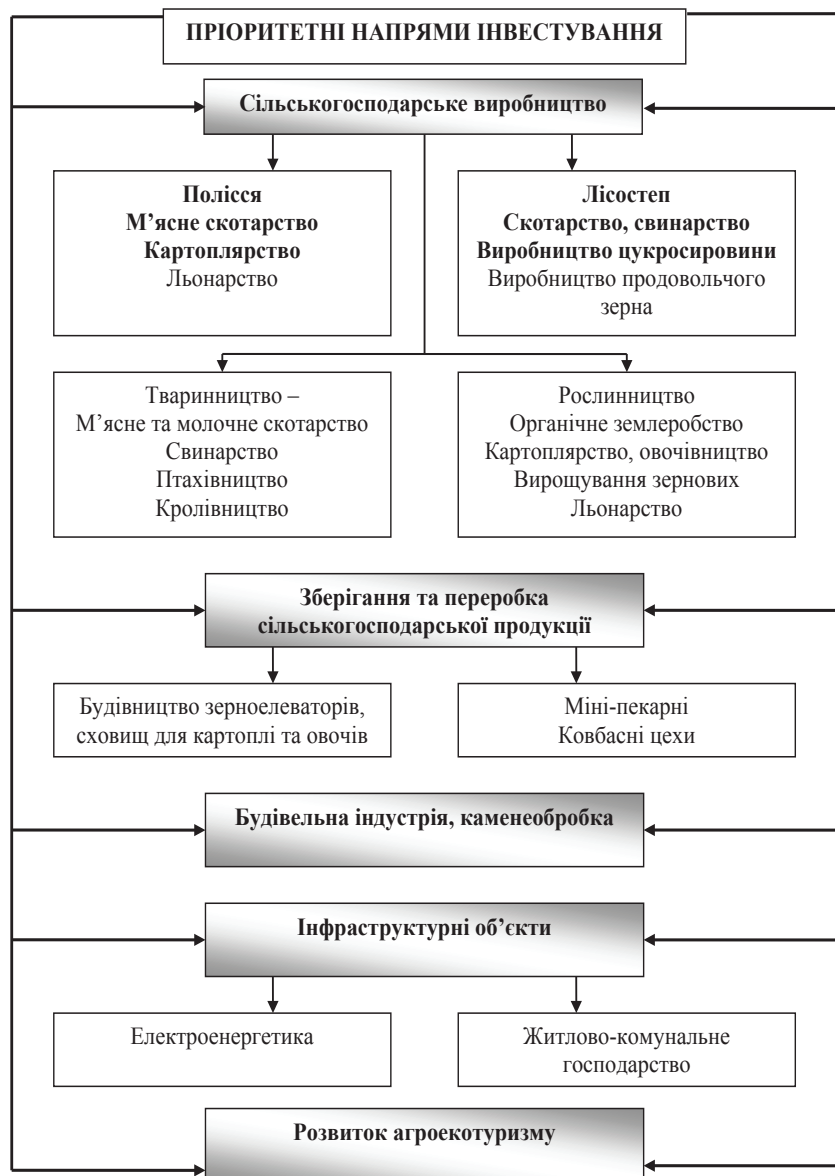 ПРІОРИТЕТНІ НАПРЯМИ ІНВЕСТУВАННЯ
Сільськогосподарське виробництво
Полісся
М’ясне скотарство
Картоплярство
Льонарство
Лісостеп
Скотарство, свинарство
Виробництво цукросировини
Виробництво продовольчого
зерна
Тваринництво –
М’ясне та молочне скотарство
Свинарство
Птахівництво
Кролівництво
Рослинництво
Органічне землеробство
Картоплярство, овочівництво
Вирощування зернових
Льонарство
Зберігання та переробка
сільськогосподарської продукції
Будівництво зерноелеваторів,
сховищ для картоплі та овочів
Міні-пекарні
Ковбасні цехи
Будівельна індустрія, каменеобробка
Інфраструктурні об’єкти
Електроенергетика
Житлово-комунальне
господарство
Розвиток агроекотуризму